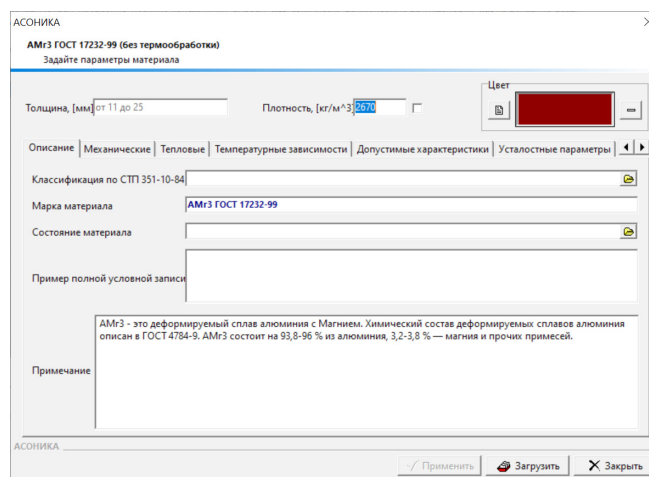 АСОНИКА
АМг3 ГОСТ 17232-99 (без термообработки)
Задайте параметры материала
Толщина, [мм] от 11 до 25 Плотность, [кг/м^3] 2670
Цвет
Описание Механические Тепловые Температурные зависимости Допустимые характеристики Усталостные параметры
Классификация по СТП 351-10-84
Марка материала АМг3 ГОСТ 17232-99
Состояние материала
Пример полной условной записи
АМг3 - это деформируемый сплав алюминия с Магнием. Химический состав деформируемых сплавов алюминия
описан в ГОСТ 4784-9. АМг3 состоит на 93,8-96 % из алюминия, 3,2-3,8 % — магния и прочих примесей.
Примечание
АСОНИКА
Применить Загрузить Закрыть